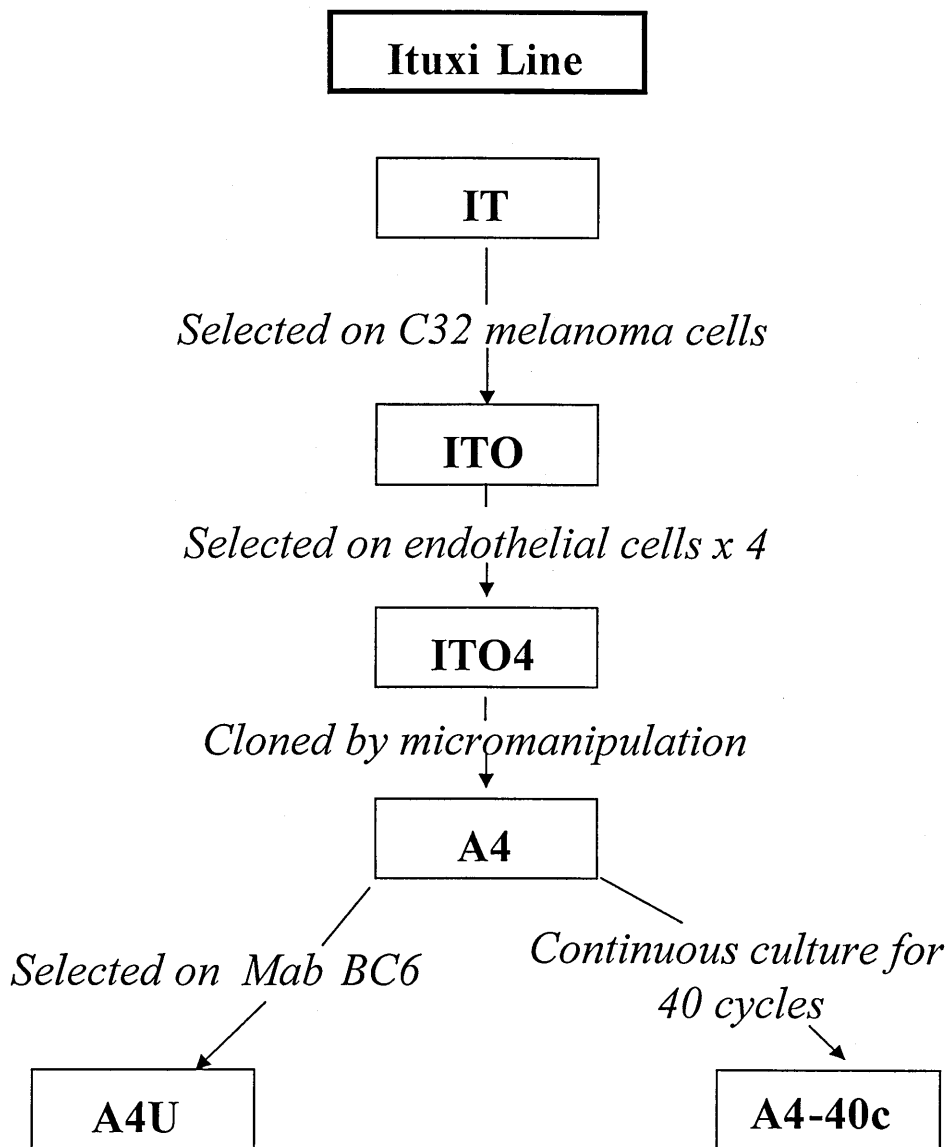 Ituxi Line
IT
Selected on C32 melanoma cells
ITO
Selected on endothelial cells x 4
ITO4
Cloned by micromanipulation
A4
Selected on Mab BC6
Continuous culture for
40 cycles
A4U
A4-40c